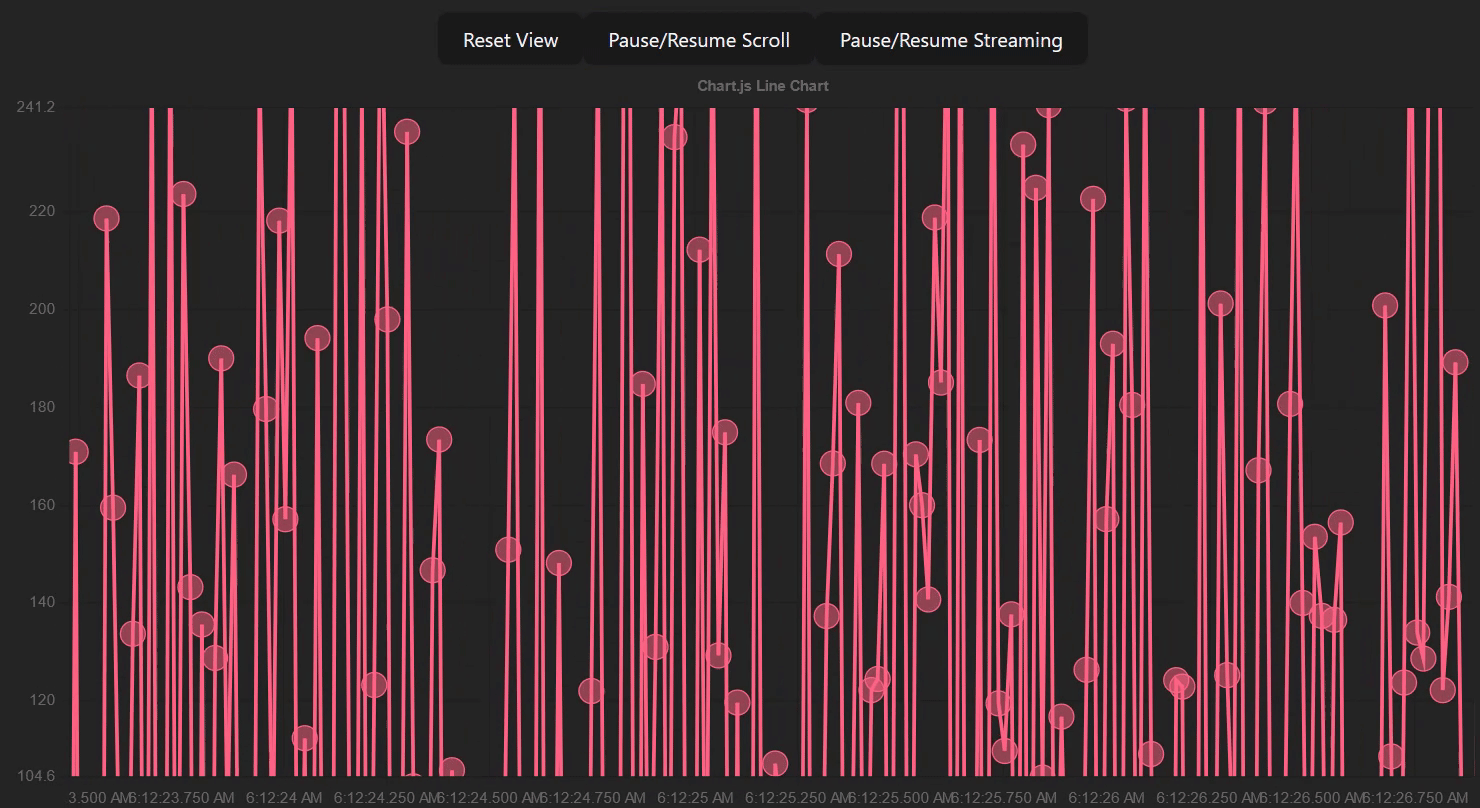 Reset View Pause/Resume Scroll Pause/Resume Streaming
Chart.js Line Chart
241.2
220
200
180
160
140
120
104.6
3.500 AM 6:12:23.750 AM 6:12:24 AM 6:12:24.250 AM 6:12:24.500 AM 6:12:24.750 AM 6:12:25 AM 6:12:25.250 AM 6:12:25.500 AM 6:12:25.750 AM 6:12:26 AM 6:12:26.250 AM 6:12:26.500 AM 6:12:26.750 AM